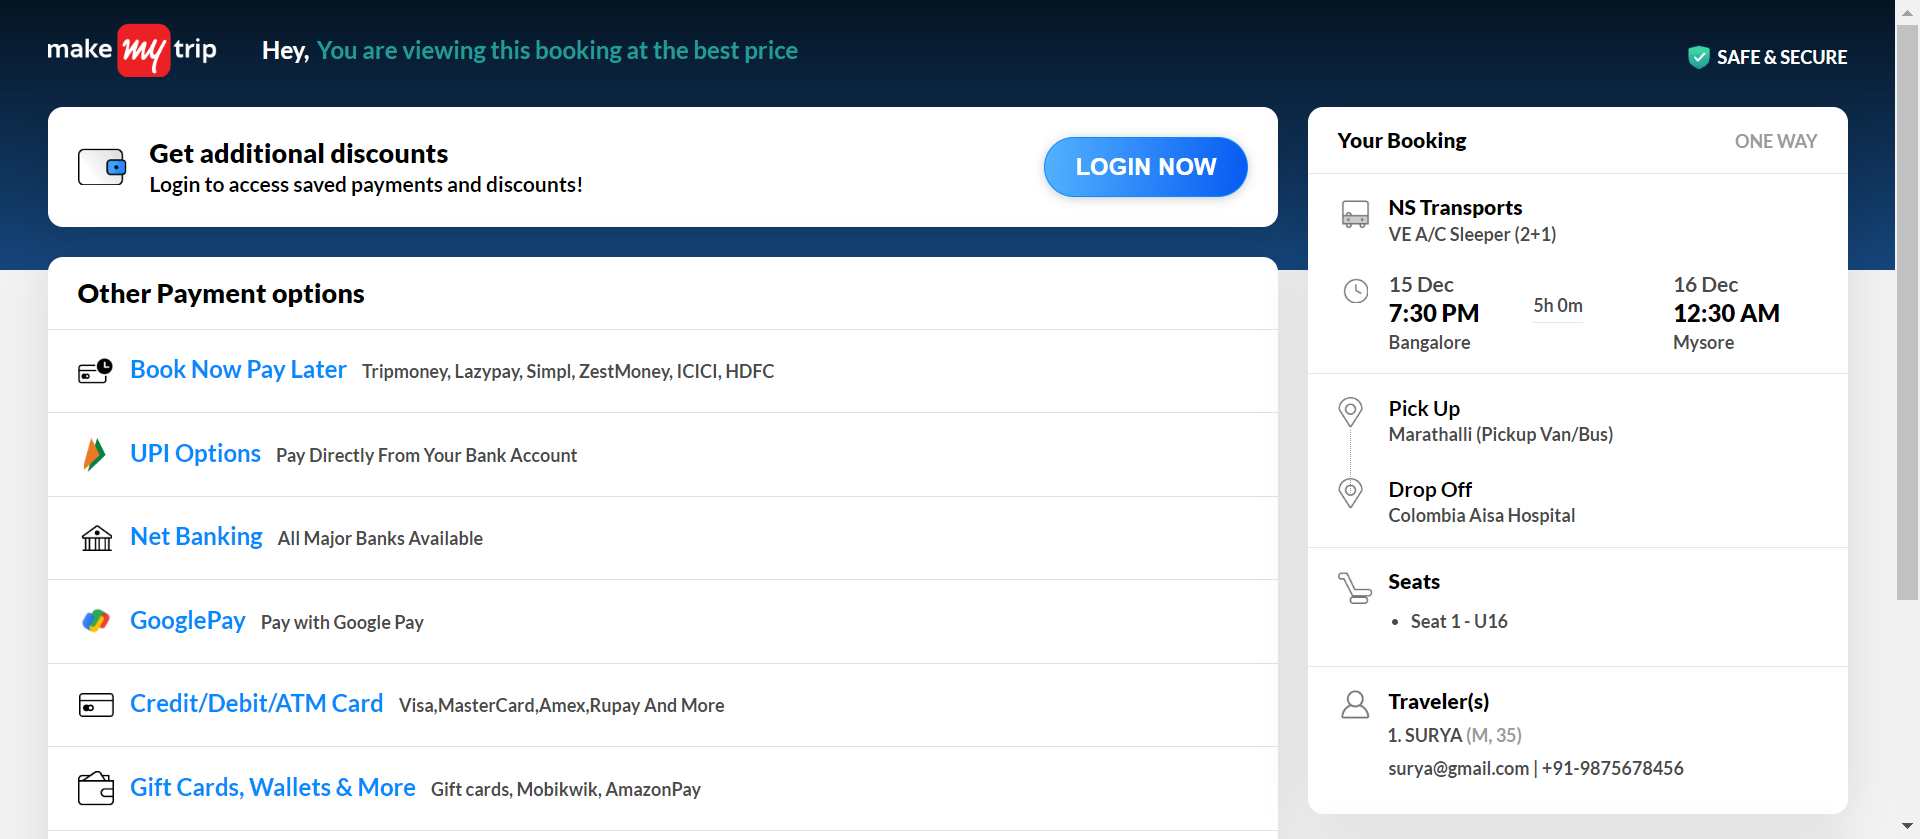 make my trip
Hey, You are viewing this booking at the best price
SAFE & SECURE
Get additional discounts
Login to access saved payments and discounts!
LOGIN NOW
Other Payment options
Book Now Pay Later Tripmoney, Lazypay, Simpl, ZestMoney, ICICI, HDFC
UPI Options Pay Directly From Your Bank Account
Net Banking All Major Banks Available
GooglePay Pay with Google Pay
Credit/Debit/ATM Card Visa,MasterCard,Amex,Rupay And More
Gift Cards, Wallets & More Gift cards, Mobikwik, AmazonPay
Your Booking ONE WAY
NS Transports
VE A/C Sleeper (2+1)
15 Dec 16 Dec
7:30 PM 5h 0m 12:30 AM
Bangalore Mysore
Pick Up
Marathalli (Pickup Van/Bus)
Drop Off
Colombia Aisa Hospital
Seats
• Seat 1 - U16
Traveler(s)
1. SURYA (M, 35)
surya@gmail.com | +91-9875678456